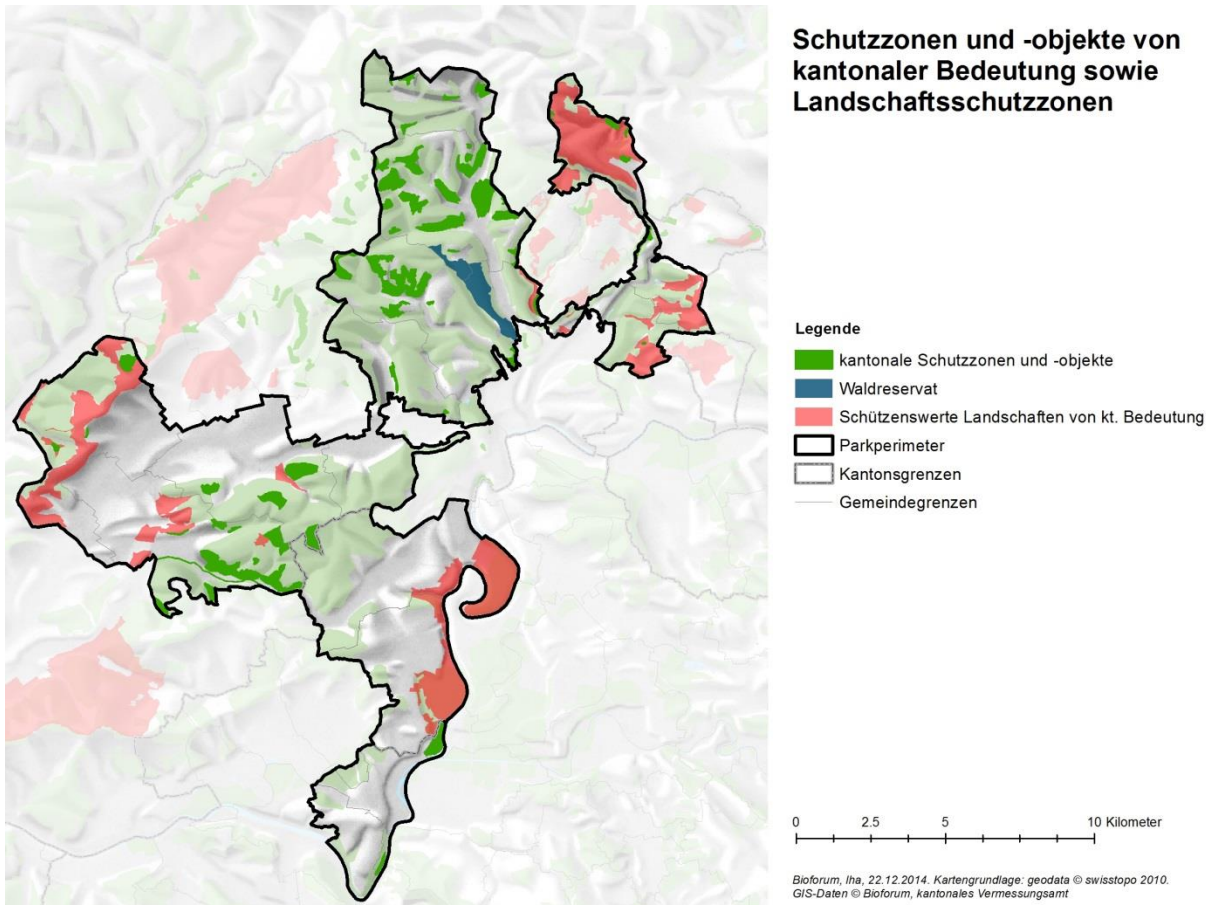 Schutzzonen und -objekte von
kantonaler Bedeutung sowie
Landschaftsschutzzonen
Legende
kantonale Schutzzonen und -objekte
Waldreservat
Schützenswerte Landschaften von kt. Bedeutung
Parkperimeter
Kantonsgrenzen
Gemeindegrenzen
0 2.5 5 10 Kilometer
Bioforum, lha, 22.12.2014. Kartengrundlage: geodata © swisstopo 2010.
GIS-Daten © Bioforum, kantonales Vermessungsamt